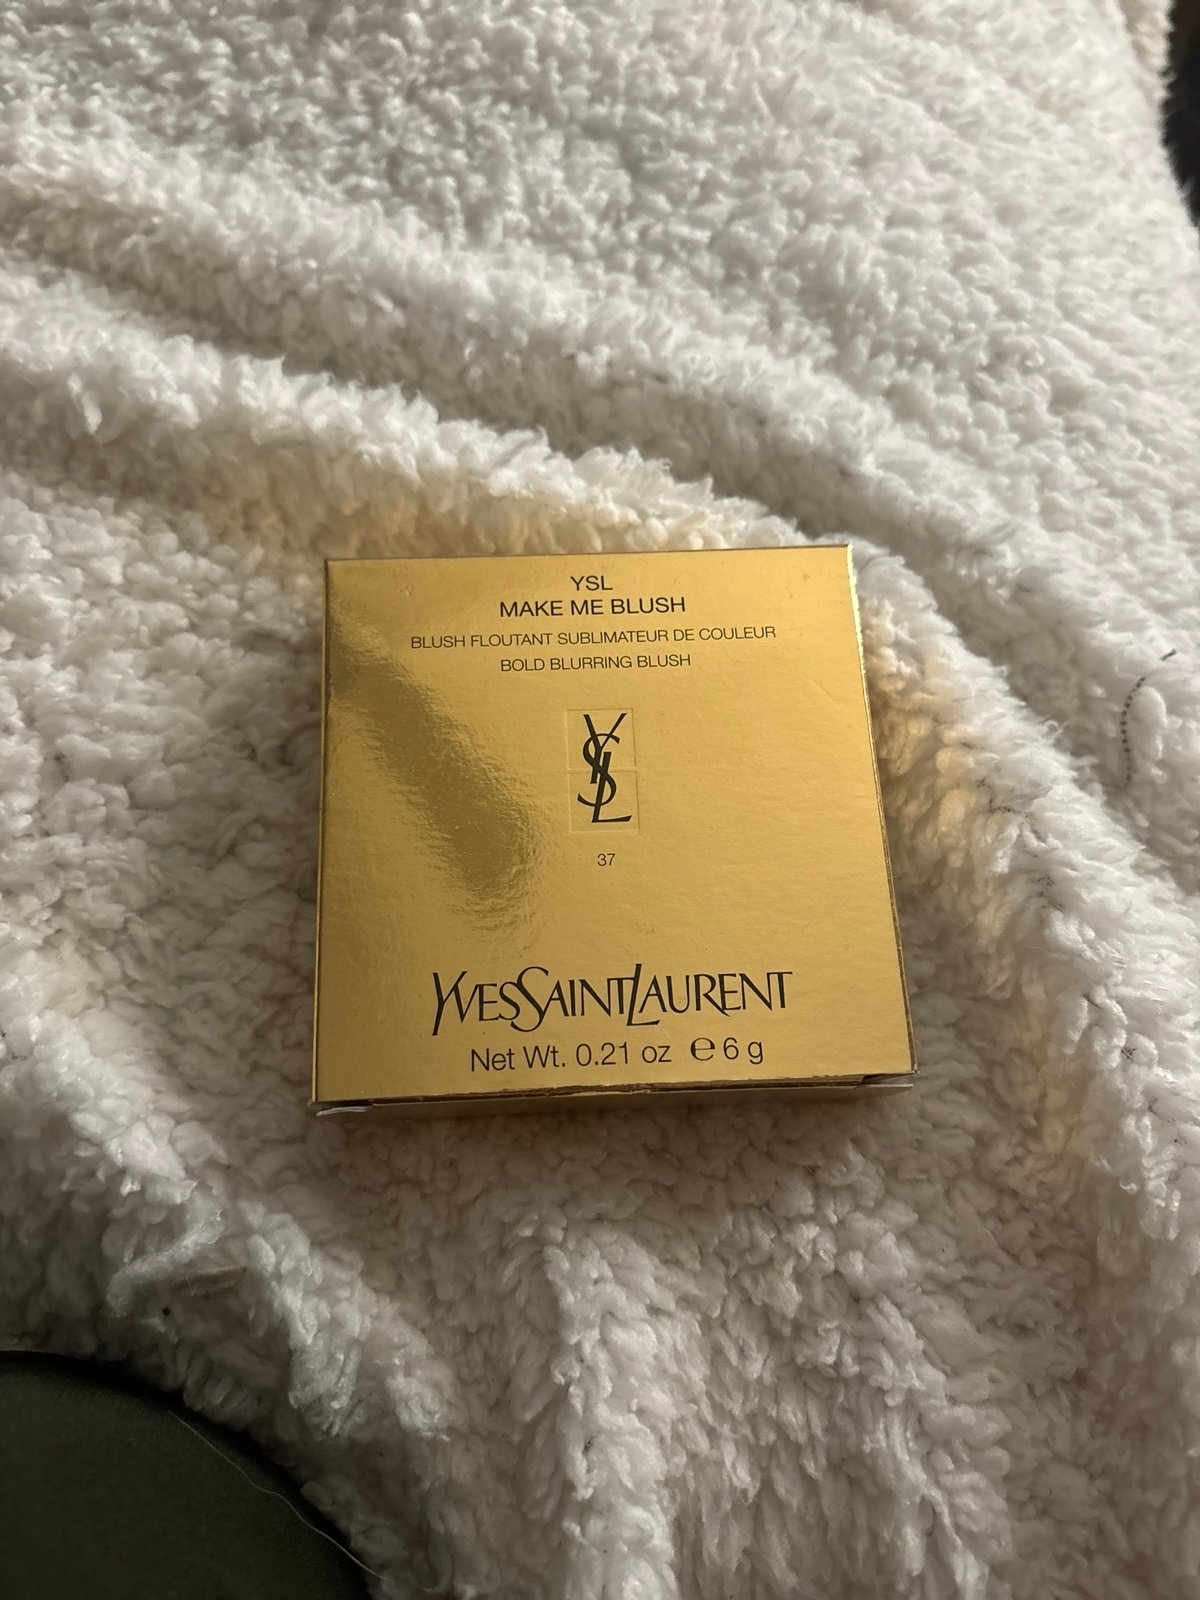 YSL
MAKE ME BLUSH
BLUSH FLOUTANT SUBLIMATEUR DE COULEUR
BOLD BLURRING BLUSH
YSL
37
YVESSAINTLAURENT
Net Wt. 0.21 oz ℮ 6 g